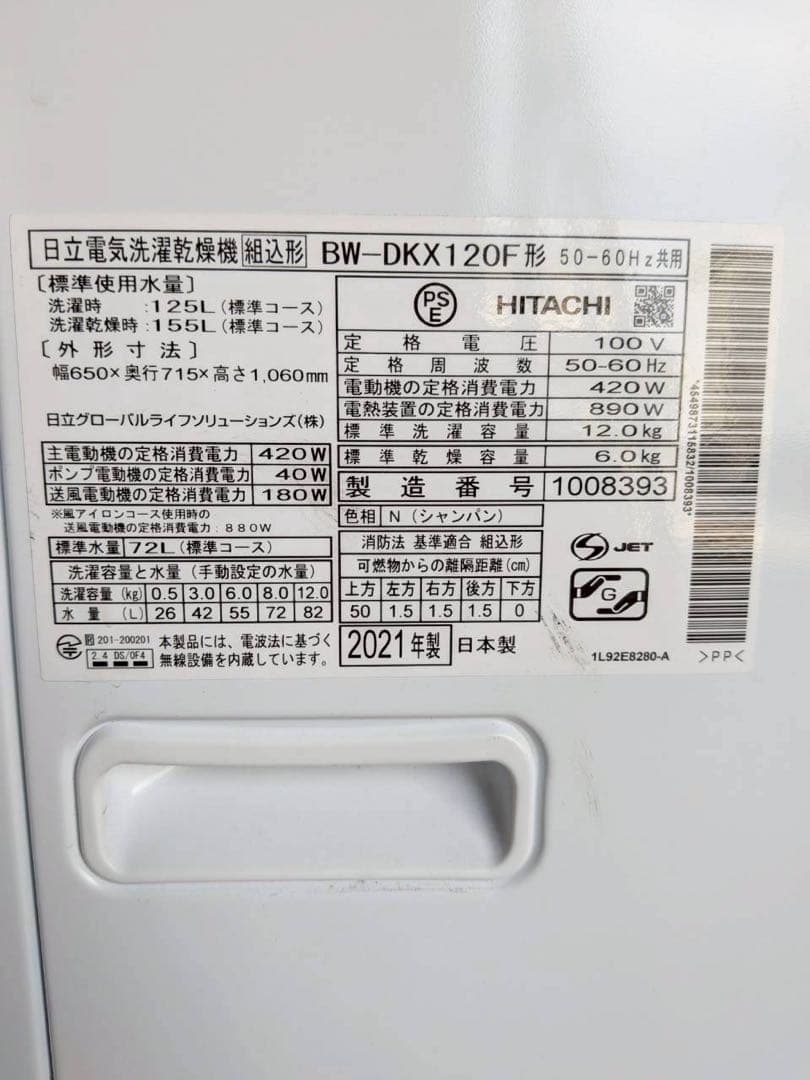 日立電気洗濯乾燥機 組込形 BW-DKX120F形 50-60Hz共用
〔標準使用水量〕
洗濯時 :125L(標準コース)
洗濯乾燥時:155L(標準コース)
〔外形寸法〕
幅650×奥行715×高さ1,060mm
日立グローバルライフソリューションズ(株)
主電動機の定格消費電力 420W
ポンプ電動機の定格消費電力 40W
送風電動機の定格消費電力 180W
※風アイロンコース使用時の
送風電動機の定格消費電力:880W
標準水量 72L(標準コース)
洗濯容量と水量(手動設定の水量)
洗濯容量(kg) 0.5 3.0 6.0 8.0 12.0
水量(L) 26 42 55 72 82
R 201-200201
2.4 DS/OF4
本製品には、電波法に基づく
無線設備を内蔵しています。
PSE HITACHI
定格電圧 100V
定格周波数 50-60Hz
電動機の定格消費電力 420W
電熱装置の定格消費電力 890W
標準洗濯容量 12.0kg
標準乾燥容量 6.0kg
製造番号 1008393
色相 N(シャンパン)
消防法 基準適合 組込形
可燃物からの離隔距離(cm)
上方 左方 右方 後方 下方
50 1.5 1.5 1.5 0
S JET
G
2021年製 日本製
1L92E8280-A
>PP<
*4549873115832/1008393*